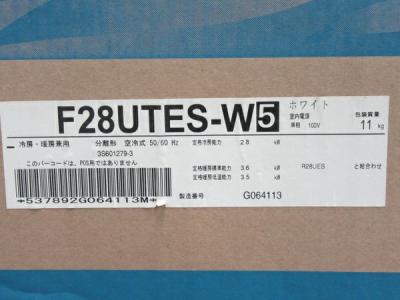 F28UTES-W5
ホワイト
室内電源
単相 100V
包装質量
11 kg
冷房・暖房兼用 分離形 空冷式 50/60 Hz
3S601279-3
このバーコードは、POS用ではありません
定格冷房能力 2.8 kW
定格暖房標準能力 3.6 kW
定格暖房低温能力 3.5 kW
R28UES と組合わせ
*537892G064113M*
製造番号 G064113